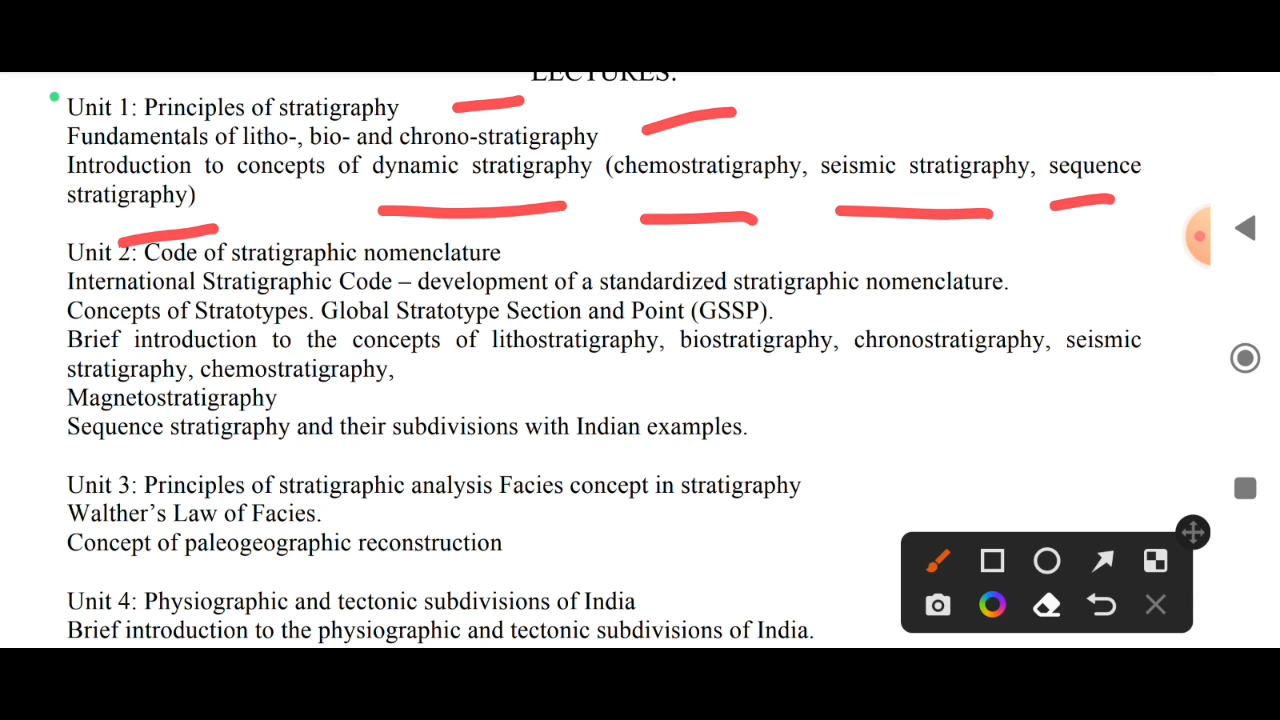 LECTURES:
Unit 1: Principles of stratigraphy
Fundamentals of litho-, bio- and chrono-stratigraphy
Introduction to concepts of dynamic stratigraphy (chemostratigraphy, seismic stratigraphy, sequence
stratigraphy)
Unit 2: Code of stratigraphic nomenclature
International Stratigraphic Code – development of a standardized stratigraphic nomenclature.
Concepts of Stratotypes. Global Stratotype Section and Point (GSSP).
Brief introduction to the concepts of lithostratigraphy, biostratigraphy, chronostratigraphy, seismic
stratigraphy, chemostratigraphy,
Magnetostratigraphy
Sequence stratigraphy and their subdivisions with Indian examples.
Unit 3: Principles of stratigraphic analysis Facies concept in stratigraphy
Walther’s Law of Facies.
Concept of paleogeographic reconstruction
Unit 4: Physiographic and tectonic subdivisions of India
Brief introduction to the physiographic and tectonic subdivisions of India.